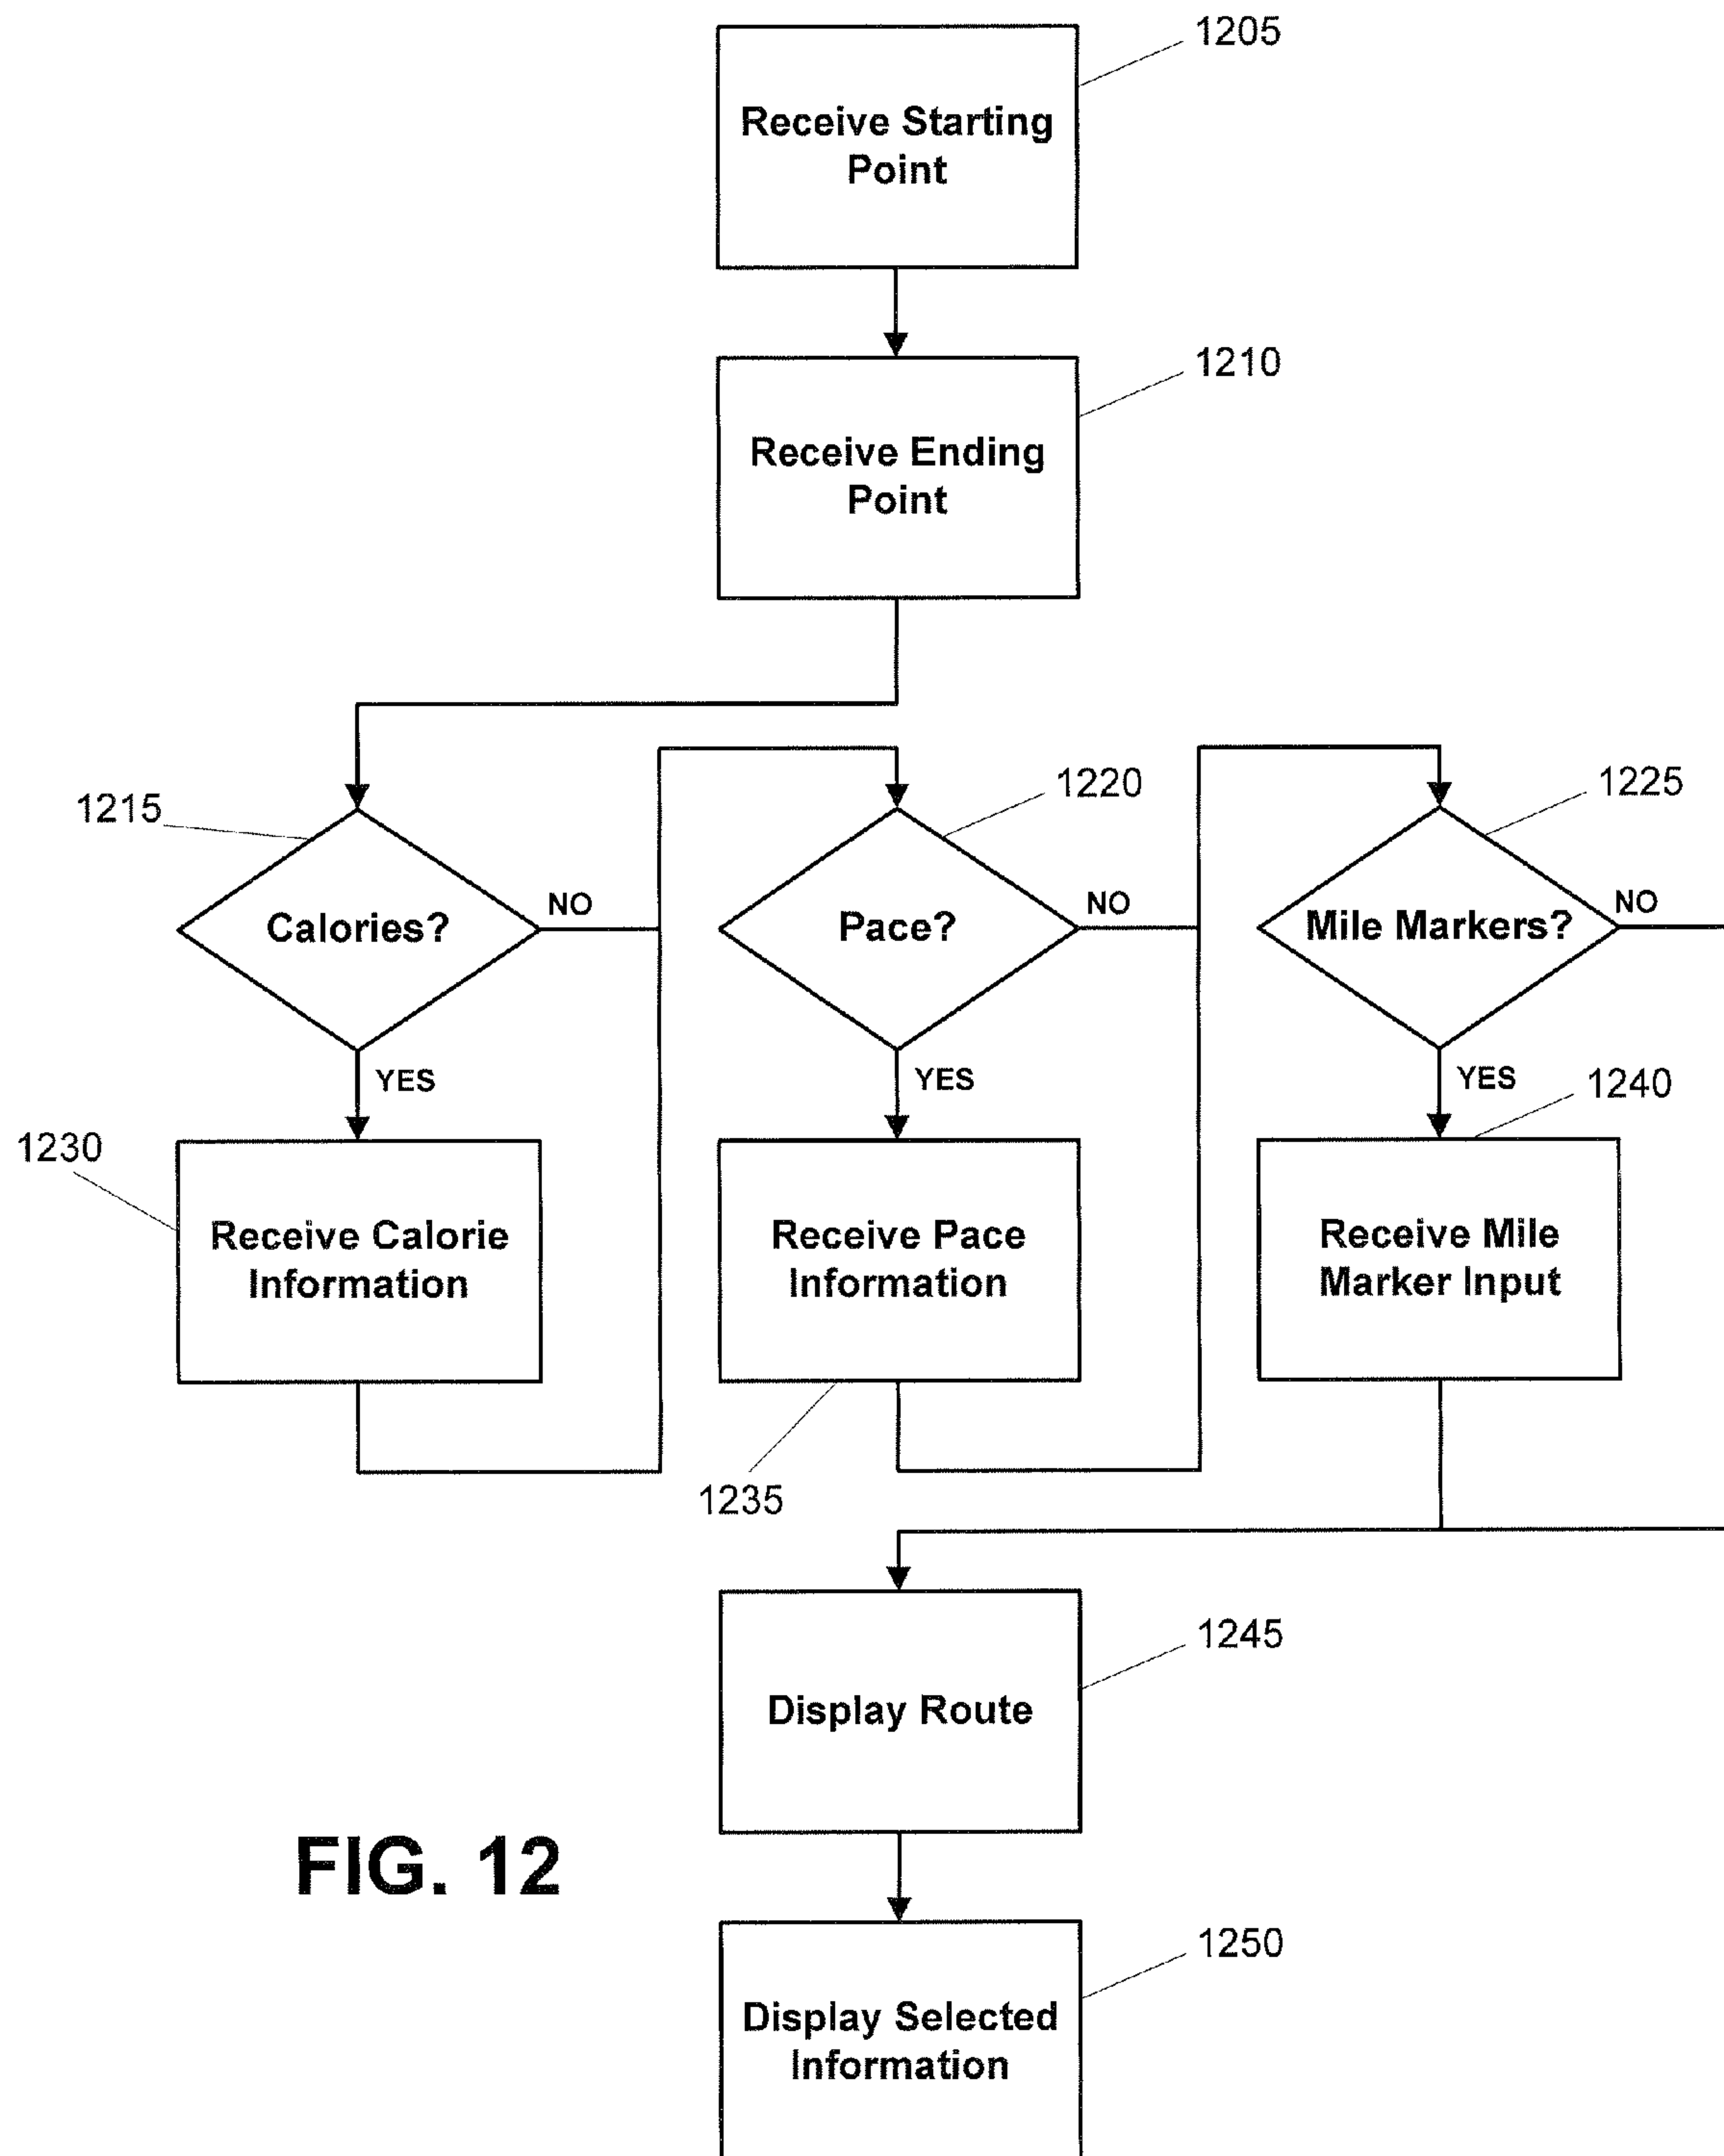 1205
Receive Starting
Point
1210
Receive Ending
Point
1215
1220
1225
Calories?
NO
Pace?
NO
Mile Markers?
NO
YES
YES
YES
1230
1240
Receive Calorie
Information
Receive Pace
Information
Receive Mile
Marker Input
1235
1245
Display Route
FIG. 12
1250
Display Selected
Information